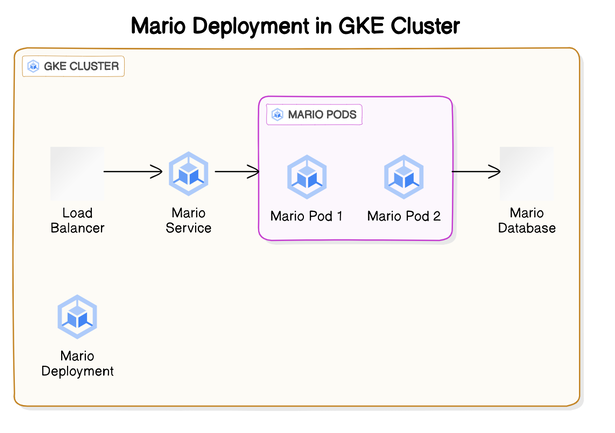 Mario Deployment in GKE Cluster
GKE CLUSTER
MARIO PODS
Load
Balancer
Mario
Service
Mario Pod 1
Mario Pod 2
Mario
Database
Mario
Deployment